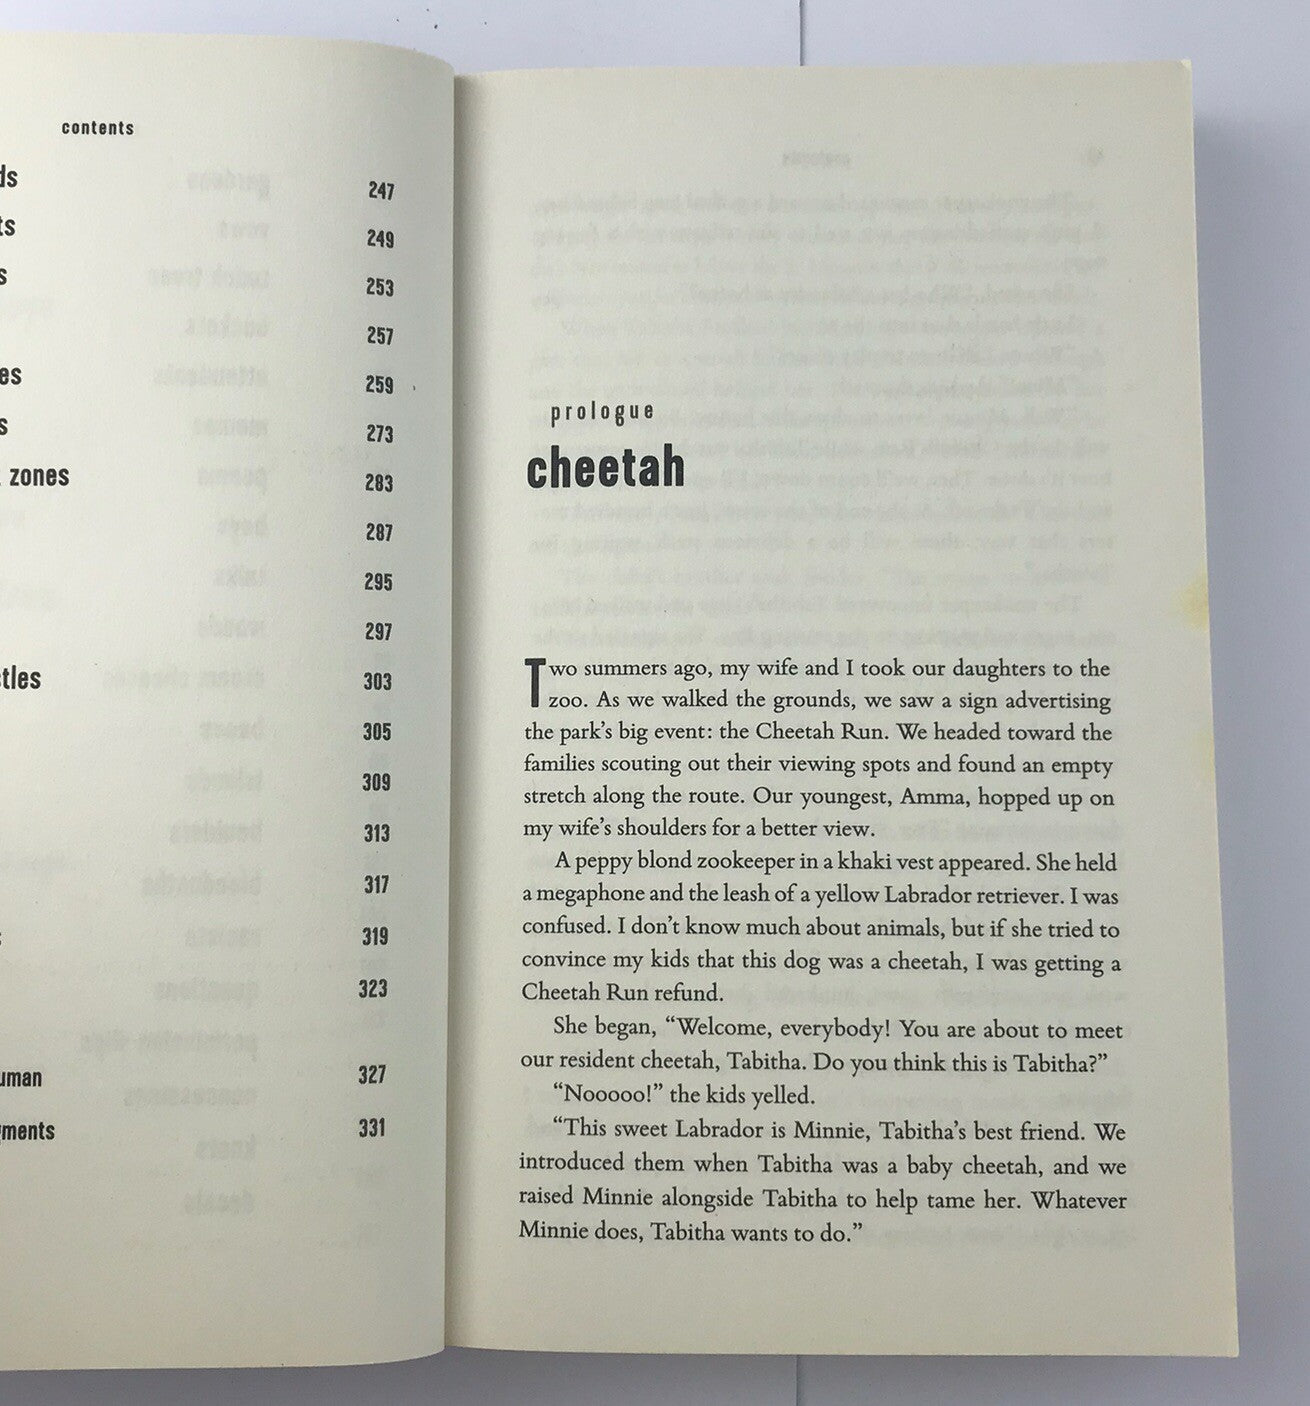 contents
247
249
253
257
259
273
zones 283
287
295
297
303
305
309
313
317
319
323
327
331
prologue
cheetah
Two summers ago, my wife and I took our daughters to the
zoo. As we walked the grounds, we saw a sign advertising
the park's big event: the Cheetah Run. We headed toward the
families scouting out their viewing spots and found an empty
stretch along the route. Our youngest, Amma, hopped up on
my wife's shoulders for a better view.
A peppy blond zookeeper in a khaki vest appeared. She held
a megaphone and the leash of a yellow Labrador retriever. I was
confused. I don't know much about animals, but if she tried to
convince my kids that this dog was a cheetah, I was getting a
Cheetah Run refund.
She began, “Welcome, everybody! You are about to meet
our resident cheetah, Tabitha. Do you think this is Tabitha?”
“Nooooo!” the kids yelled.
“This sweet Labrador is Minnie, Tabitha's best friend. We
introduced them when Tabitha was a baby cheetah, and we
raised Minnie alongside Tabitha to help tame her. Whatever
Minnie does, Tabitha wants to do.”